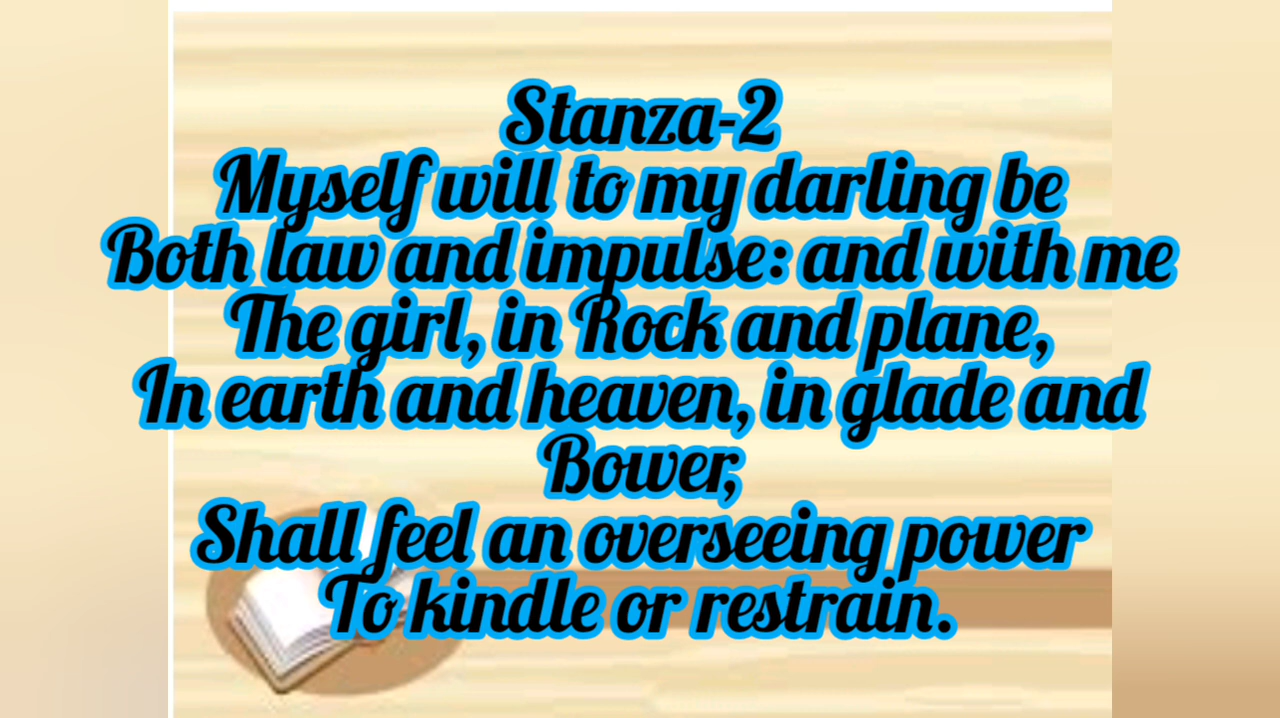 Stanza-2
Myself will to my darling be
Both law and impulse: and with me
The girl, in Rock and plane,
In earth and heaven, in glade and
Bower,
Shall feel an overseeing power
To kindle or restrain.